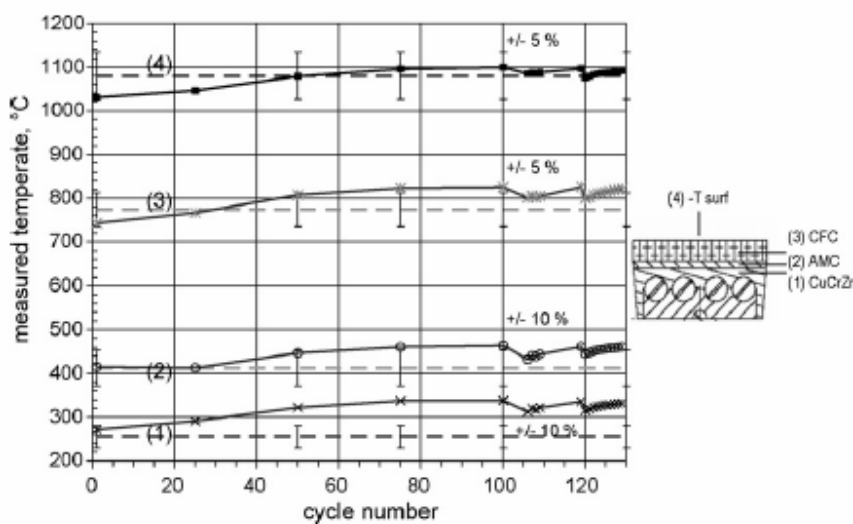 1200
1100
1000
900
800
700
600
500
400
300
200
measured temperate, °C
(4)
+/- 5 %
(3)
+/- 5 %
(2)
+/- 10 %
(1)
+/- 10 %
0
20
40
60
80
100
120
cycle number
(4) -T surf
(3) CFC
(2) AMC
(1) CuCrZr